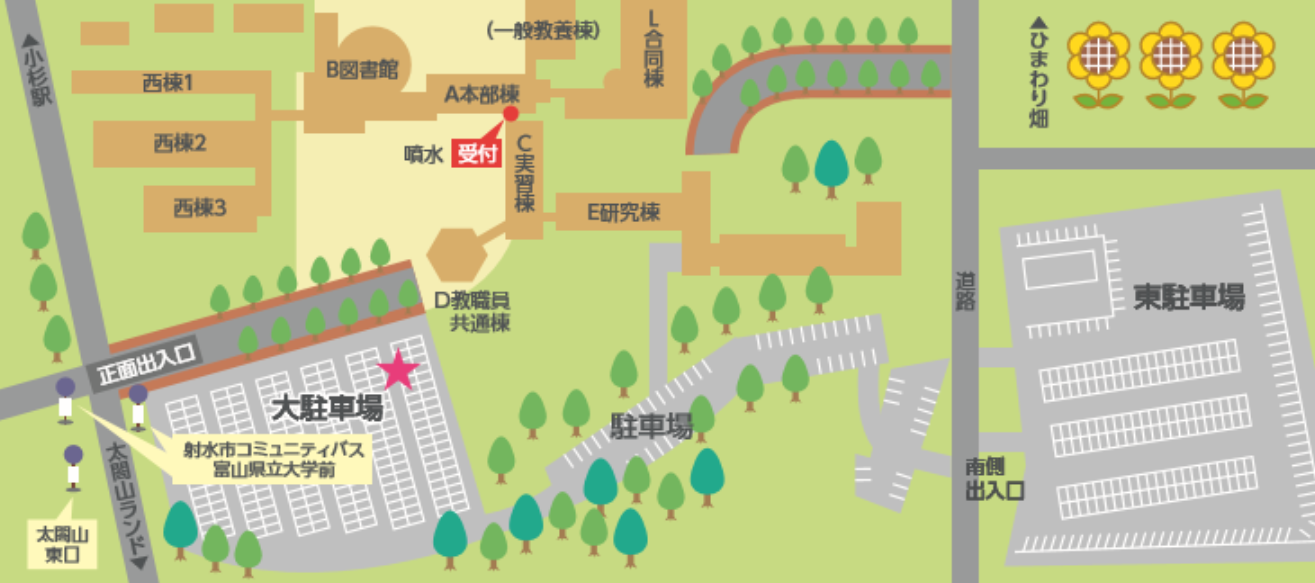 ▲小杉駅
西棟1
西棟2
西棟3
B図書館
(一般教養棟)
L合同棟
A本部棟
噴水
受付
C実習棟
E研究棟
D教職員
共通棟
▲ひまわり畑
道路
東駐車場
正面出入口
大駐車場
駐車場
射水市コミュニティバス
富山県立大学前
太閤山
東口
太閤山ランド▼
南側
出入口